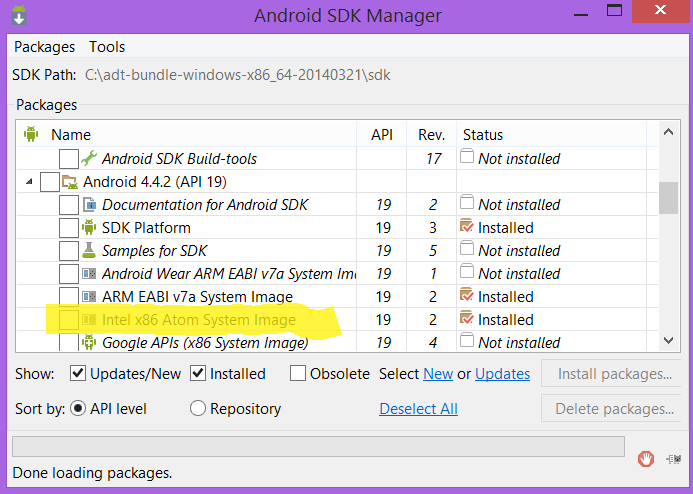 Android SDK Manager
Packages Tools
SDK Path: C:\adt-bundle-windows-x86_64-20140321\sdk
Packages
Name API Rev. Status
Android SDK Build-tools 17 Not installed
Android 4.4.2 (API 19)
Documentation for Android SDK 19 2 Not installed
SDK Platform 19 3 Installed
Samples for SDK 19 5 Not installed
Android Wear ARM EABI v7a System Im 19 1 Not installed
ARM EABI v7a System Image 19 2 Installed
Intel x86 Atom System Image 19 2 Installed
Google APIs (x86 System Image) 19 4 Not installed
Show: Updates/New Installed Obsolete Select New or Updates Install packages...
Sort by: API level Repository Deselect All Delete packages...
Done loading packages.